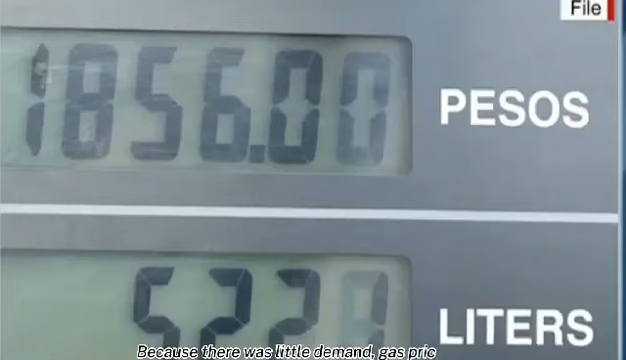 File
1856.00 PESOS
LITERS
Because there was little demand, gas pric